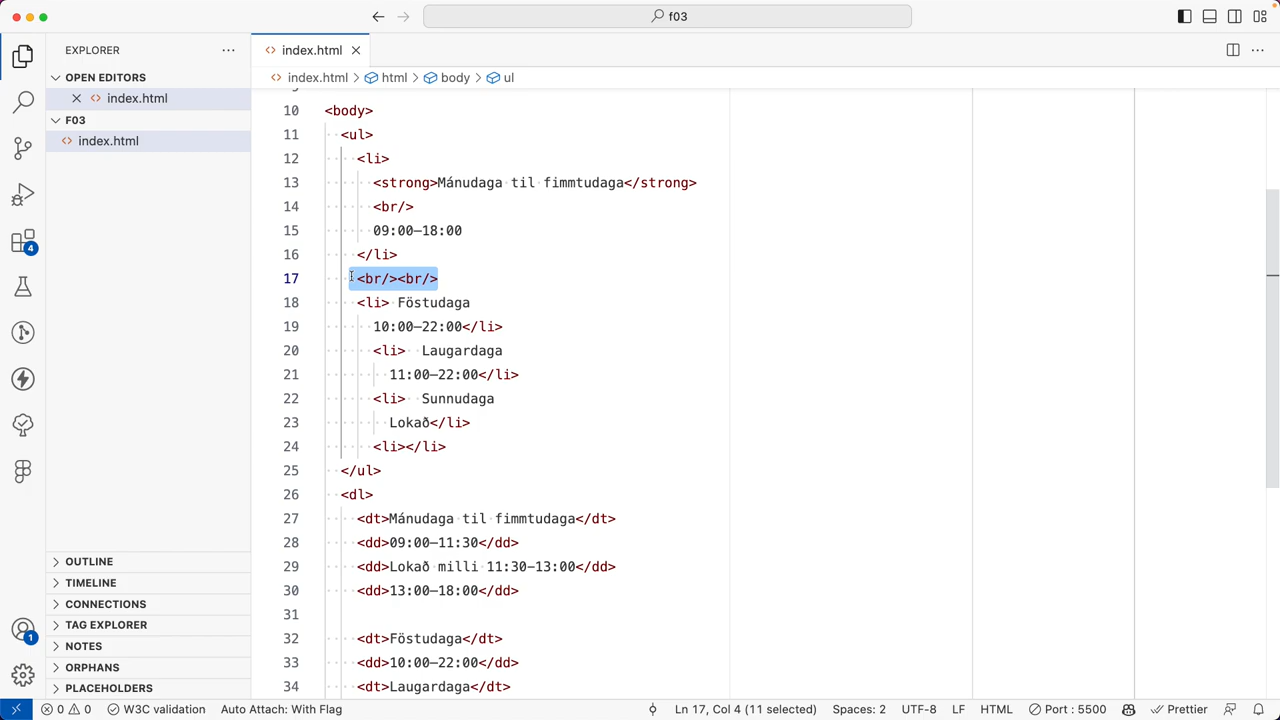 f03
EXPLORER
OPEN EDITORS
index.html
F03
index.html
OUTLINE
TIMELINE
CONNECTIONS
TAG EXPLORER
NOTES
ORPHANS
PLACEHOLDERS
4
1
index.html
index.html > html > body > ul
10 <body>
11 <ul>
12 <li>
13 <strong>Mánudaga til fimmtudaga</strong>
14 <br/>
15 09:00–18:00
16 </li>
17 <br/><br/>
18 <li> Föstudaga
19 10:00–22:00</li>
20 <li> Laugardaga
21 11:00–22:00</li>
22 <li> Sunnudaga
23 Lokað</li>
24 <li></li>
25 </ul>
26 <dl>
27 <dt>Mánudaga til fimmtudaga</dt>
28 <dd>09:00–11:30</dd>
29 <dd>Lokað milli 11:30-13:00</dd>
30 <dd>13:00–18:00</dd>
31
32 <dt>Föstudaga</dt>
33 <dd>10:00–22:00</dd>
34 <dt>Laugardaga</dt>
0 0 W3C validation Auto Attach: With Flag Ln 17, Col 4 (11 selected) Spaces: 2 UTF-8 LF HTML Port : 5500 Prettier